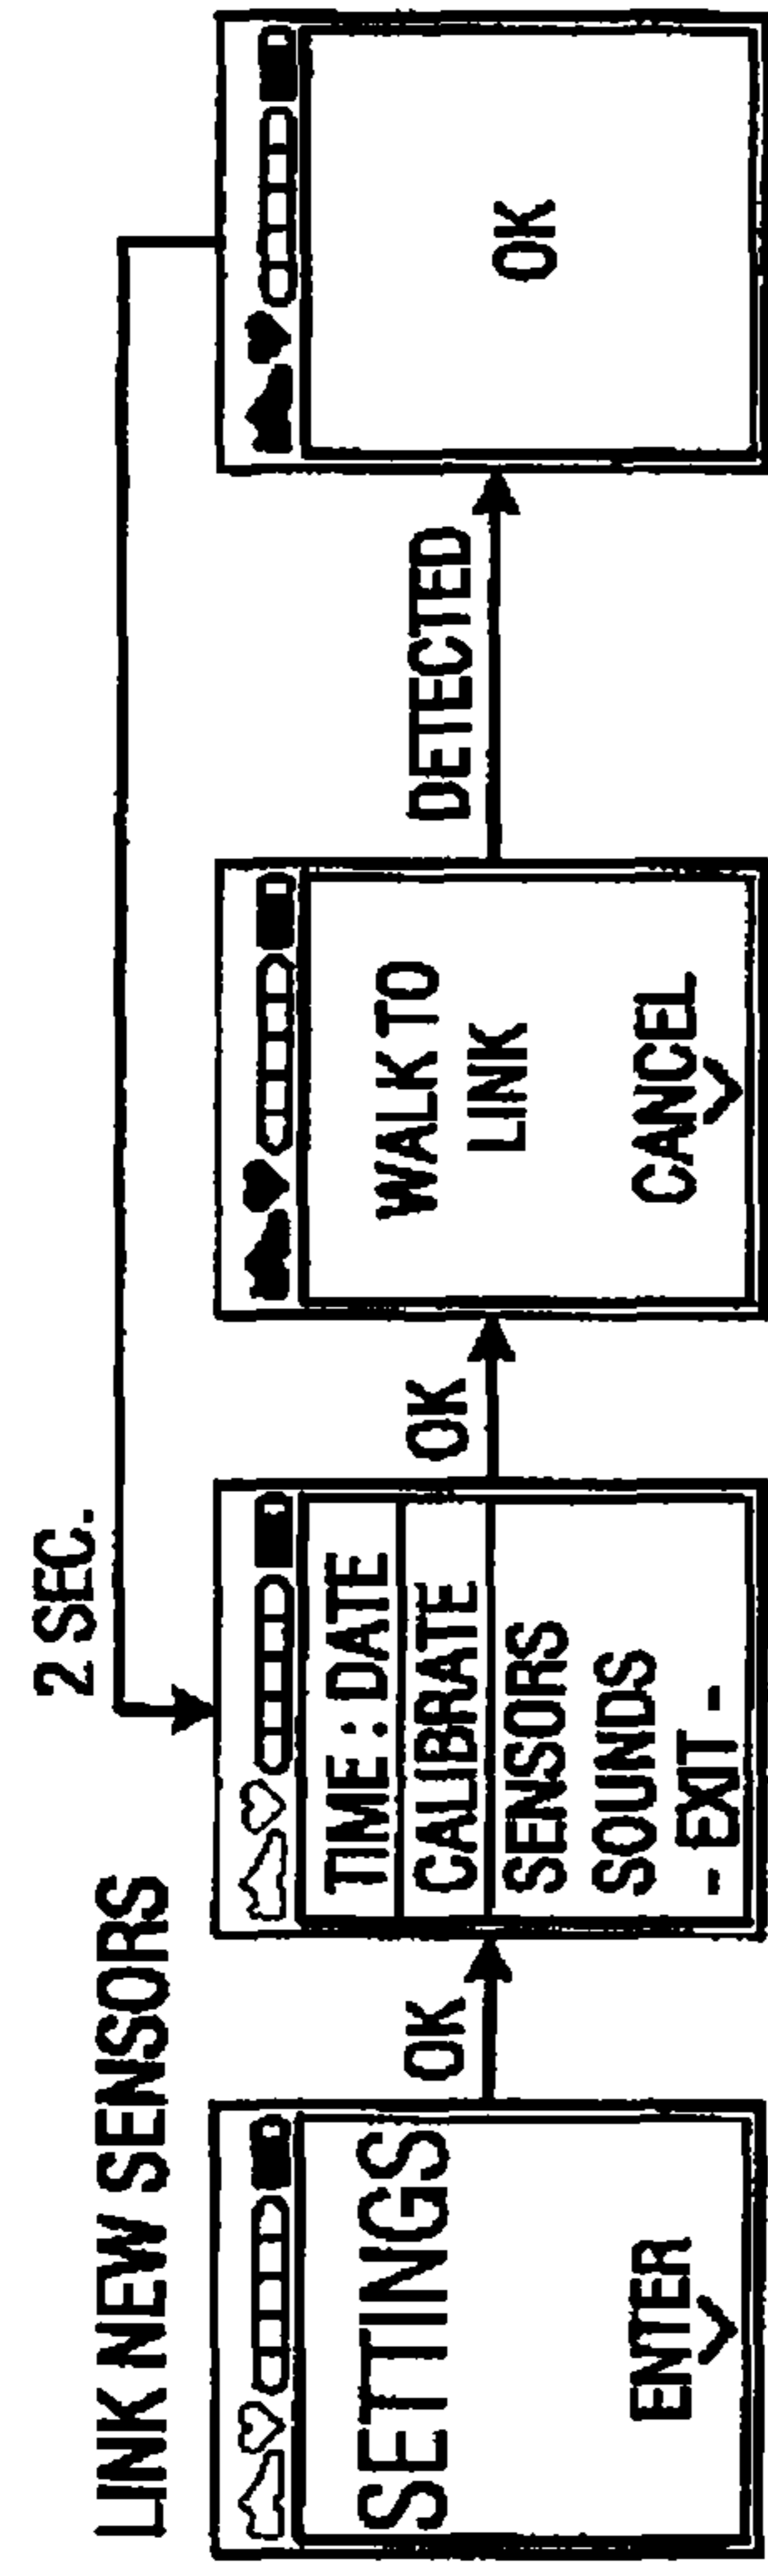 LINK NEW SENSORS
2 SEC.
SETTINGS
ENTER
OK
TIME : DATE
CALIBRATE
SENSORS
SOUNDS
- EXIT -
OK
WALK TO
LINK
CANCEL
DETECTED
OK